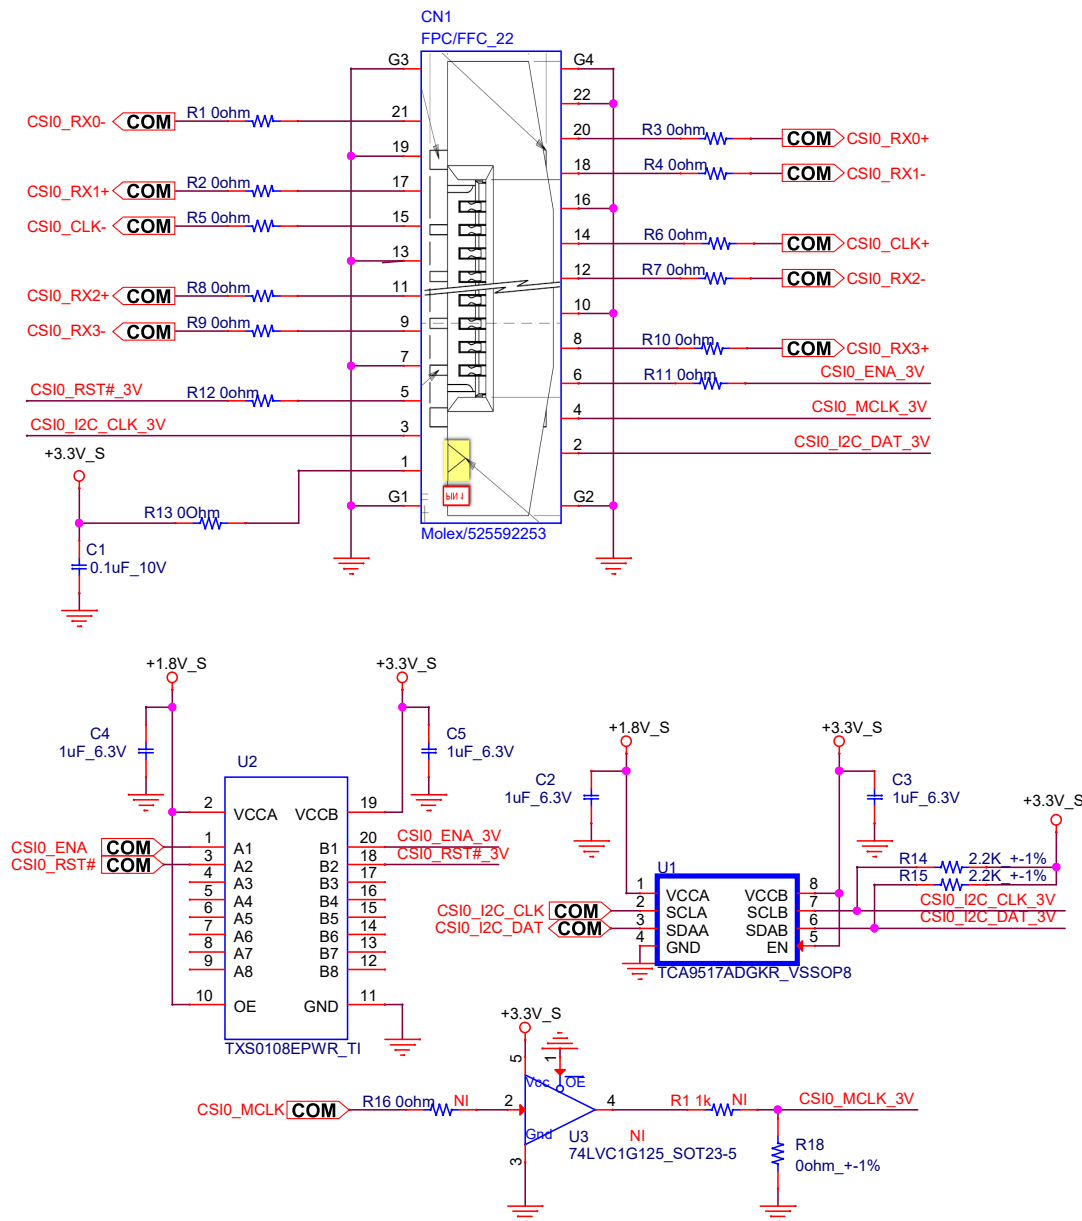 CN1
FPC/FFC_22
G3 G4
22
CSI0_RX0- COM R1 0ohm 21
20 R3 0ohm COM CSI0_RX0+
19
18 R4 0ohm COM CSI0_RX1-
CSI0_RX1+ COM R2 0ohm 17
16
CSI0_CLK- COM R5 0ohm 15
14 R6 0ohm COM CSI0_CLK+
13
12 R7 0ohm COM CSI0_RX2-
CSI0_RX2+ COM R8 0ohm 11
10
CSI0_RX3- COM R9 0ohm 9
8 R10 0ohm COM CSI0_RX3+
7
6 R11 0ohm CSI0_ENA_3V
CSI0_RST#_3V R12 0ohm 5
4 CSI0_MCLK_3V
CSI0_I2C_CLK_3V 3
2 CSI0_I2C_DAT_3V
+3.3V_S
1
PIN 1
G1 G2
R13 0Ohm
Molex/525592253
C1
0.1uF_10V
+1.8V_S +3.3V_S
C4
1uF_6.3V
C5
1uF_6.3V
U2
2 VCCA VCCB 19
CSI0_ENA COM 1 A1 B1 20 CSI0_ENA_3V
CSI0_RST# COM 3 A2 B2 18 CSI0_RST#_3V
4 A3 B3 17
5 A4 B4 16
6 A5 B5 15
7 A6 B6 14
8 A7 B7 13
9 A8 B8 12
10 OE GND 11
TXS0108EPWR_TI
+1.8V_S +3.3V_S
C2
1uF_6.3V
C3
1uF_6.3V
+3.3V_S
R14 2.2K_+-1%
R15 2.2K_+-1%
U1
1 VCCA VCCB 8
CSI0_I2C_CLK COM 2 SCLA SCLB 7 CSI0_I2C_CLK_3V
CSI0_I2C_DAT COM 3 SDAA SDAB 6 CSI0_I2C_DAT_3V
4 GND EN 5
TCA9517ADGKR_VSSOP8
+3.3V_S
5 1
Vcc OE
CSI0_MCLK COM R16 0ohm NI 2 4 R1 1k NI CSI0_MCLK_3V
Gnd
3
U3 NI
74LVC1G125_SOT23-5
R18
0ohm_+-1%